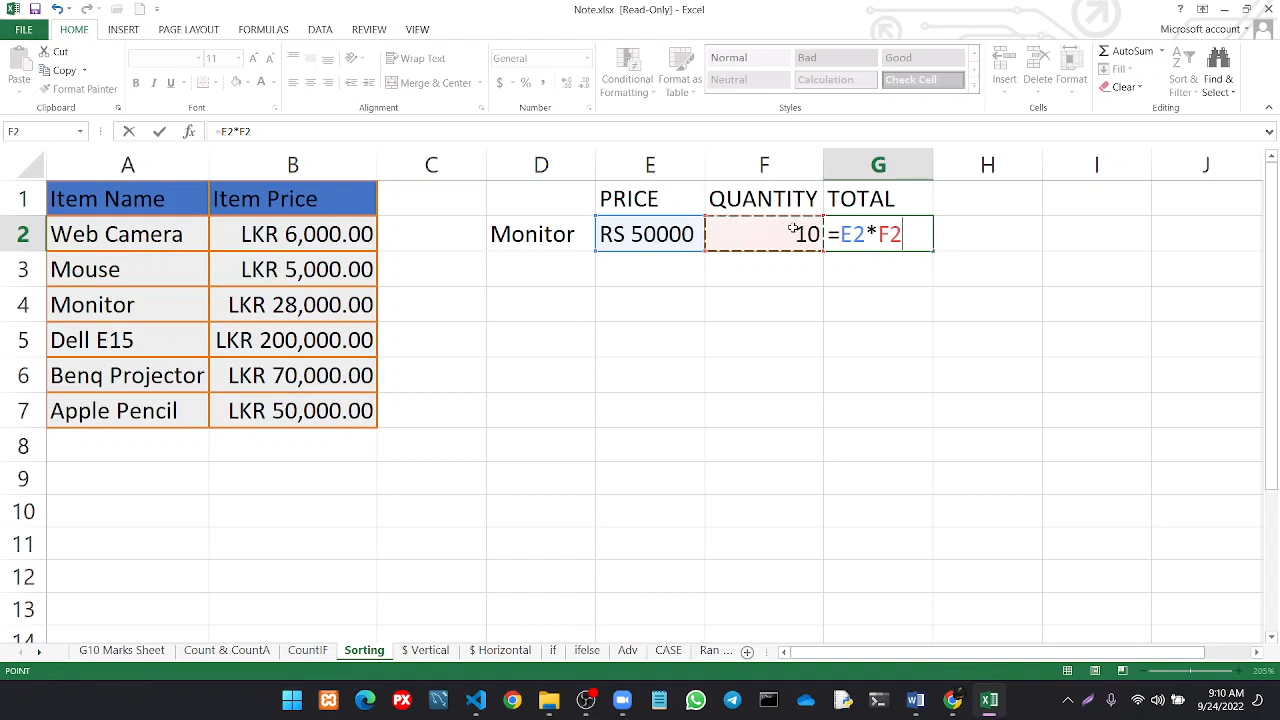 Note.xlsx [Read-Only] - Excel
FILE HOME INSERT PAGE LAYOUT FORMULAS DATA REVIEW VIEW Microsoft account
Cut
Copy
Format Painter
Paste
Clipboard
11
A A
B I U
Font
Wrap Text
Merge & Center
Alignment
General
$ % ,
Number
Conditional Formatting
Format as Table
Normal Bad Good
Neutral Calculation Check Cell
Styles
Insert Delete Format
Cells
AutoSum
Fill
Clear
Sort & Filter
Find & Select
Editing
F2 fx =E2*F2
A B C D E F G H I J
1 Item Name Item Price PRICE QUANTITY TOTAL
2 Web Camera LKR 6,000.00 Monitor RS 50000 10 =E2*F2
3 Mouse LKR 5,000.00
4 Monitor LKR 28,000.00
5 Dell E15 LKR 200,000.00
6 Benq Projector LKR 70,000.00
7 Apple Pencil LKR 50,000.00
8
9
10
11
12
13
14
G10 Marks Sheet Count & CountA CountIF Sorting $ Vertical $ Horizontal if ifelse Adv CASE Ran ...
POINT 205%
9:10 AM
9/24/2022